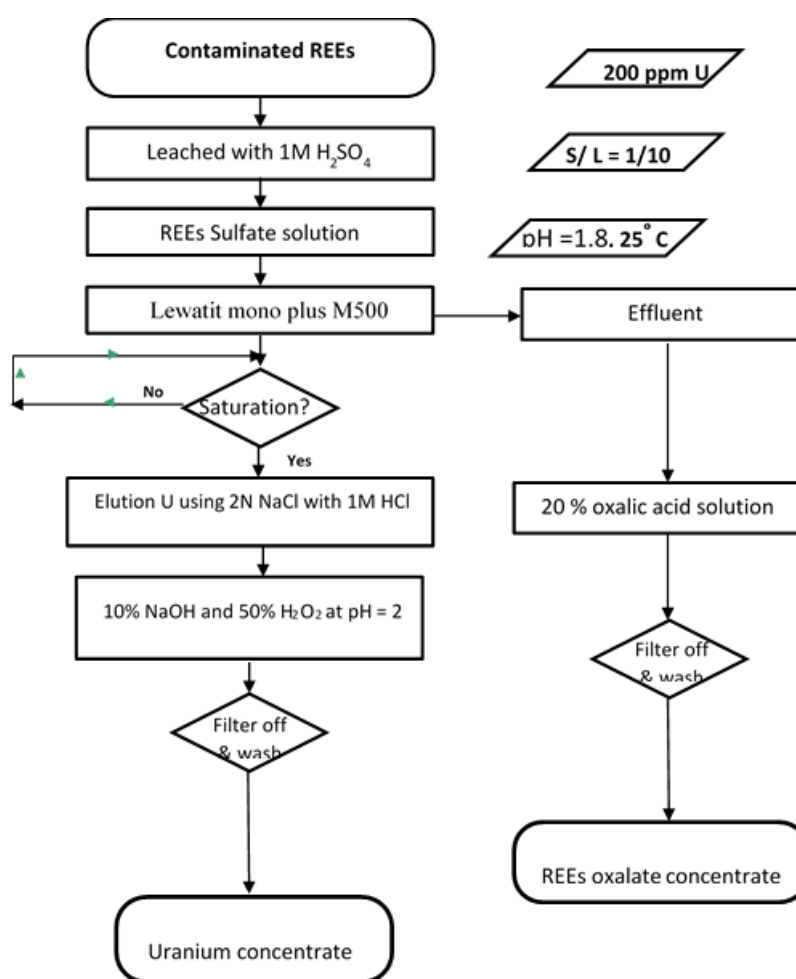 Contaminated REEs
200 ppm U
Leached with 1M H₂SO₄
S/ L = 1/10
REEs Sulfate solution
pH =1.8. 25° C
Lewatit mono plus M500
Effluent
No
Saturation?
Yes
Elution U using 2N NaCl with 1M HCl
20 % oxalic acid solution
10% NaOH and 50% H₂O₂ at pH = 2
Filter off
& wash
Filter off
& wash
REEs oxalate concentrate
Uranium concentrate